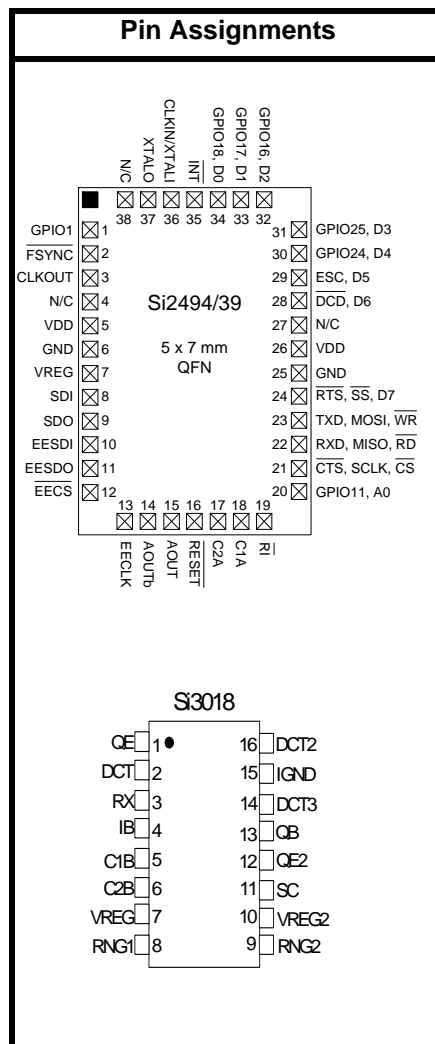 Pin Assignments
N/C XTALO CLKIN/XTALI INT GPIO18, D0 GPIO17, D1 GPIO16, D2
38 37 36 35 34 33 32
GPIO1 1 31 GPIO25, D3
FSYNC 2 30 GPIO24, D4
CLKOUT 3 29 ESC, D5
N/C 4 Si2494/39 28 DCD, D6
VDD 5 27 N/C
GND 6 5 x 7 mm 26 VDD
VREG 7 QFN 25 GND
SDI 8 24 RTS, SS, D7
SDO 9 23 TXD, MOSI, WR
EESDI 10 22 RXD, MISO, RD
EESDO 11 21 CTS, SCLK, CS
EECS 12 20 GPIO11, A0
13 14 15 16 17 18 19
EECLK AOUTb AOUT RESET C2A C1A RI
Si3018
QE 1 16 DCT2
DCT 2 15 IGND
RX 3 14 DCT3
IB 4 13 QB
C1B 5 12 QE2
C2B 6 11 SC
VREG 7 10 VREG2
RNG1 8 9 RNG2